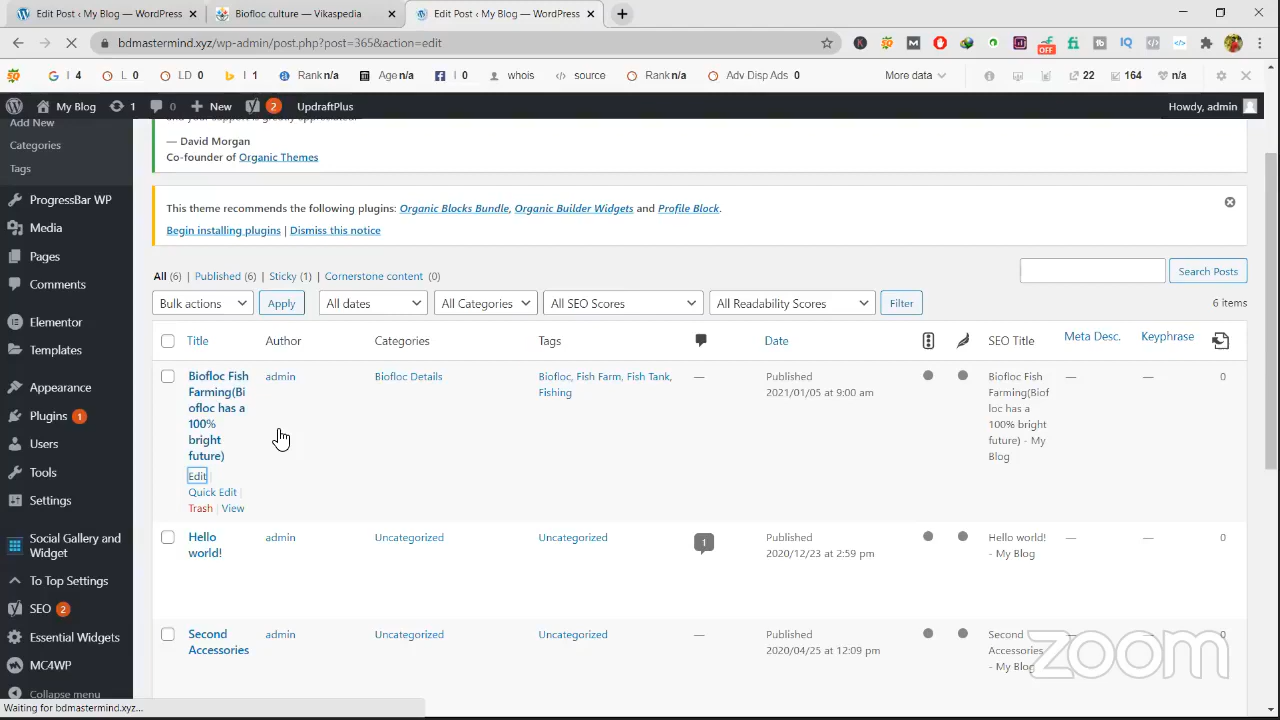 Edit Post ‹ My Blog — WordPress
Biofloc culture — Vikaspedia
Edit Post ‹ My Blog — WordPress
bdmastermind.xyz/wp-admin/post.php?post=365&action=edit
I 4
L 0
LD 0
I 1
Rank n/a
Age n/a
I 0
whois
source
Rank n/a
Adv Disp Ads 0
More data
22
164
n/a
My Blog
1
0
New
2
UpdraftPlus
Howdy, admin
Add New
Categories
Tags
ProgressBar WP
Media
Pages
Comments
Elementor
Templates
Appearance
Plugins 1
Users
Tools
Settings
Social Gallery and
Widget
To Top Settings
SEO 2
Essential Widgets
MC4WP
Collapse menu
and your support is greatly appreciated.
— David Morgan
Co-founder of Organic Themes
This theme recommends the following plugins: Organic Blocks Bundle, Organic Builder Widgets and Profile Block.
Begin installing plugins | Dismiss this notice
All (6) | Published (6) | Sticky (1) | Cornerstone content (0)
Search Posts
Bulk actions
Apply
All dates
All Categories
All SEO Scores
All Readability Scores
Filter
6 items
Title
Author
Categories
Tags
Date
SEO Title
Meta Desc.
Keyphrase
Biofloc Fish
Farming(Bi
ofloc has a
100%
bright
future)
Edit |
Quick Edit |
Trash | View
admin
Biofloc Details
Biofloc, Fish Farm, Fish Tank,
Fishing
—
Published
2021/01/05 at 9:00 am
Biofloc Fish
Farming(Biof
loc has a
100% bright
future) - My
Blog
—
—
0
Hello
world!
admin
Uncategorized
Uncategorized
1
Published
2020/12/23 at 2:59 pm
Hello world!
- My Blog
—
—
0
Second
Accessories
admin
Uncategorized
Uncategorized
—
Published
2020/04/25 at 12:09 pm
Second
Accessories
- My Blog
—
—
0
zoom
Waiting for bdmastermind.xyz...